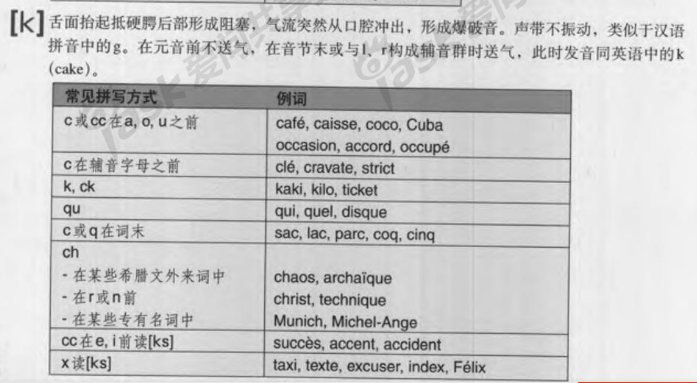 [k] 舌面抬起抵硬腭后部形成阻塞，气流突然从口腔冲出，形成爆破音。声带不振动，类似于汉语
拼音中的g。在元音前不送气，在音节末或与l、r构成辅音群时送气，此时发音同英语中的k
(cake)。
常见拼写方式 例词
c或cc在a, o, u之前 café, caisse, coco, Cuba
occasion, accord, occupé
c在辅音字母之前 clé, cravate, strict
k, ck kaki, kilo, ticket
qu qui, quel, disque
c或q在词末 sac, lac, parc, coq, cinq
ch
- 在某些希腊文外来词中 chaos, archaïque
- 在r或n前 christ, technique
- 在某些专有名词中 Munich, Michel-Ange
cc在e, i前读[ks] succès, accent, accident
x读[ks] taxi, texte, excuser, index, Félix